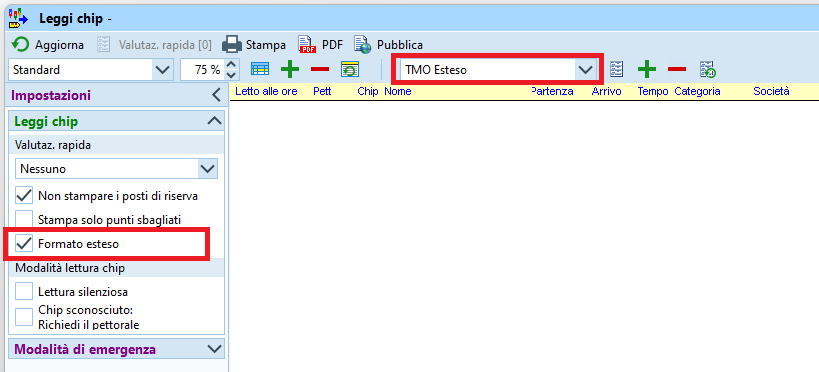 Leggi chip -
Aggiorna Valutaz. rapida [0] Stampa PDF Pubblica
Standard 75 % TMO Esteso
Impostazioni
Letto alle ore Pett Chip Nome Partenza Arrivo Tempo Categoria Società
Leggi chip
Valutaz. rapida
Nessuno
Non stampare i posti di riserva
Stampa solo punti sbagliati
Formato esteso
Modalità lettura chip
Lettura silenziosa
Chip sconosciuto:
Richiedi il pettorale
Modalità di emergenza